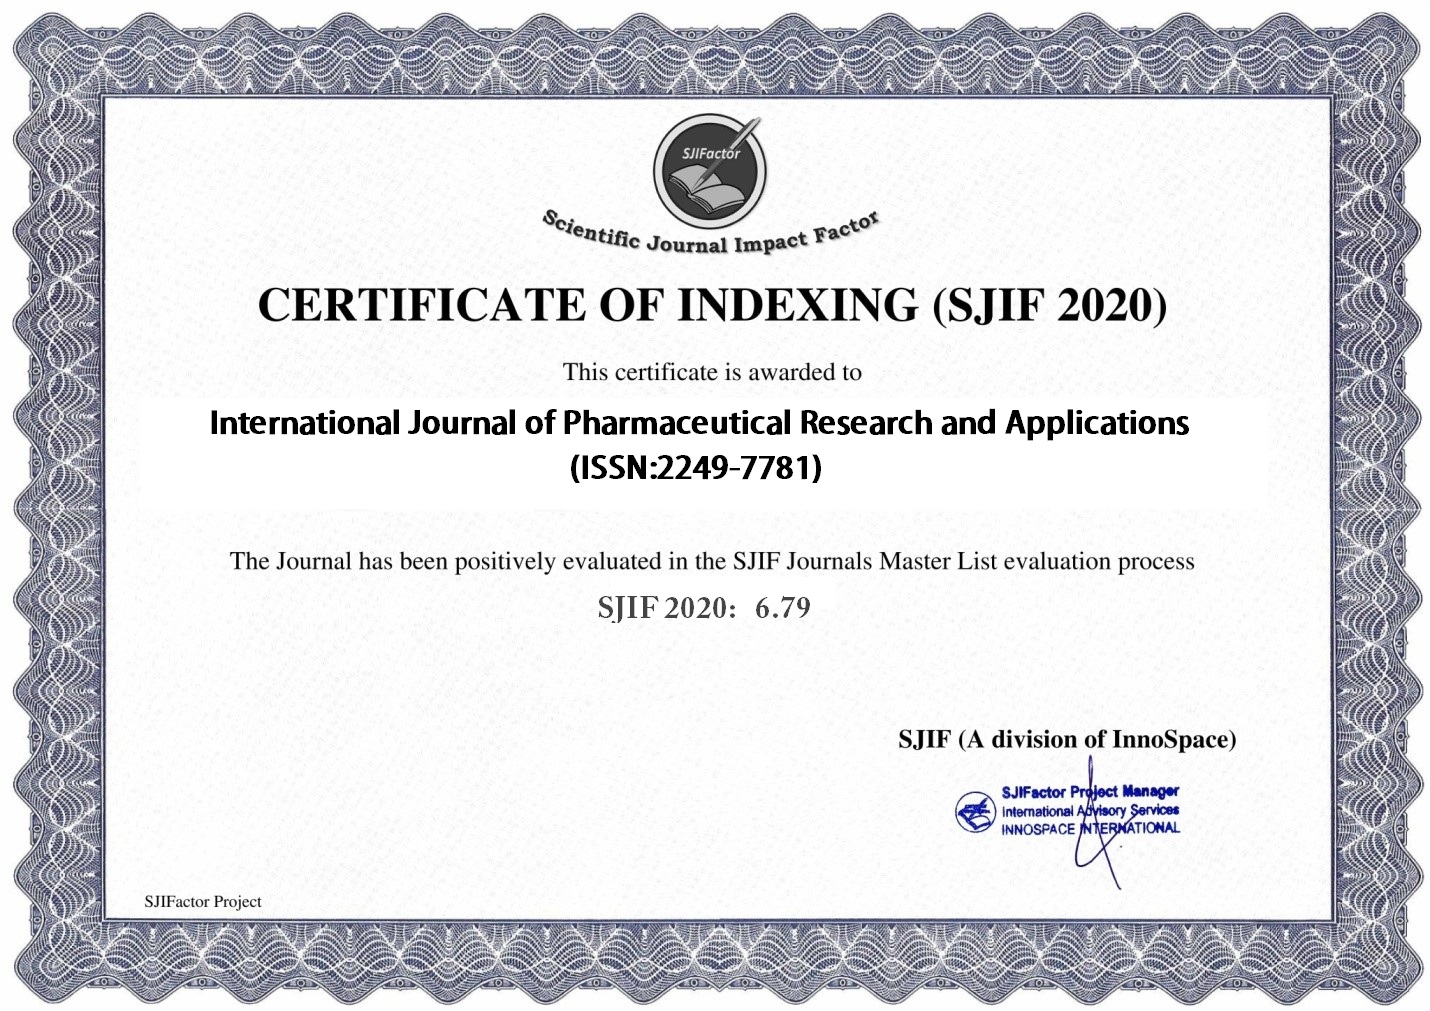 SJIFactor
Scientific Journal Impact Factor
CERTIFICATE OF INDEXING (SJIF 2020)
This certificate is awarded to
International Journal of Pharmaceutical Research and Applications
(ISSN:2249-7781)
The Journal has been positively evaluated in the SJIF Journals Master List evaluation process
SJIF 2020: 6.79
SJIF (A division of InnoSpace)
SJIFactor Project Manager
International Advisory Services
INNOSPACE INTERNATIONAL
SJIFactor Project